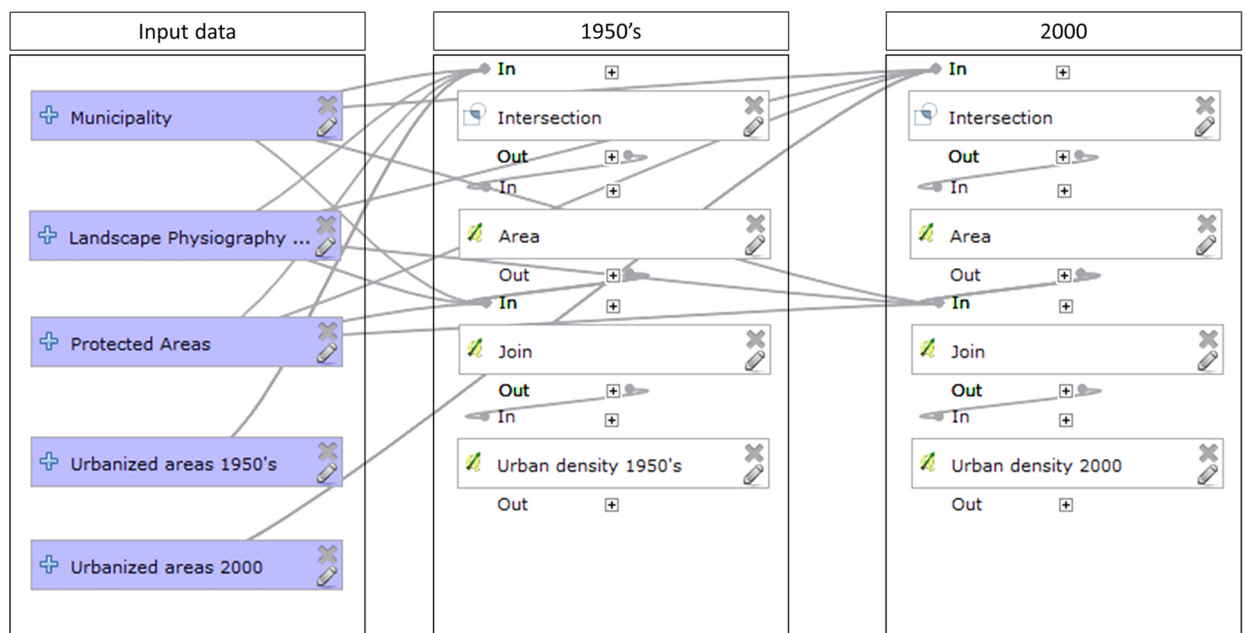 Input data
1950's
2000
Municipality
Landscape Physiography ...
Protected Areas
Urbanized areas 1950's
Urbanized areas 2000
In
Intersection
Out
In
Area
Out
In
Join
Out
In
Urban density 1950's
Out
In
Intersection
Out
In
Area
Out
In
Join
Out
In
Urban density 2000
Out